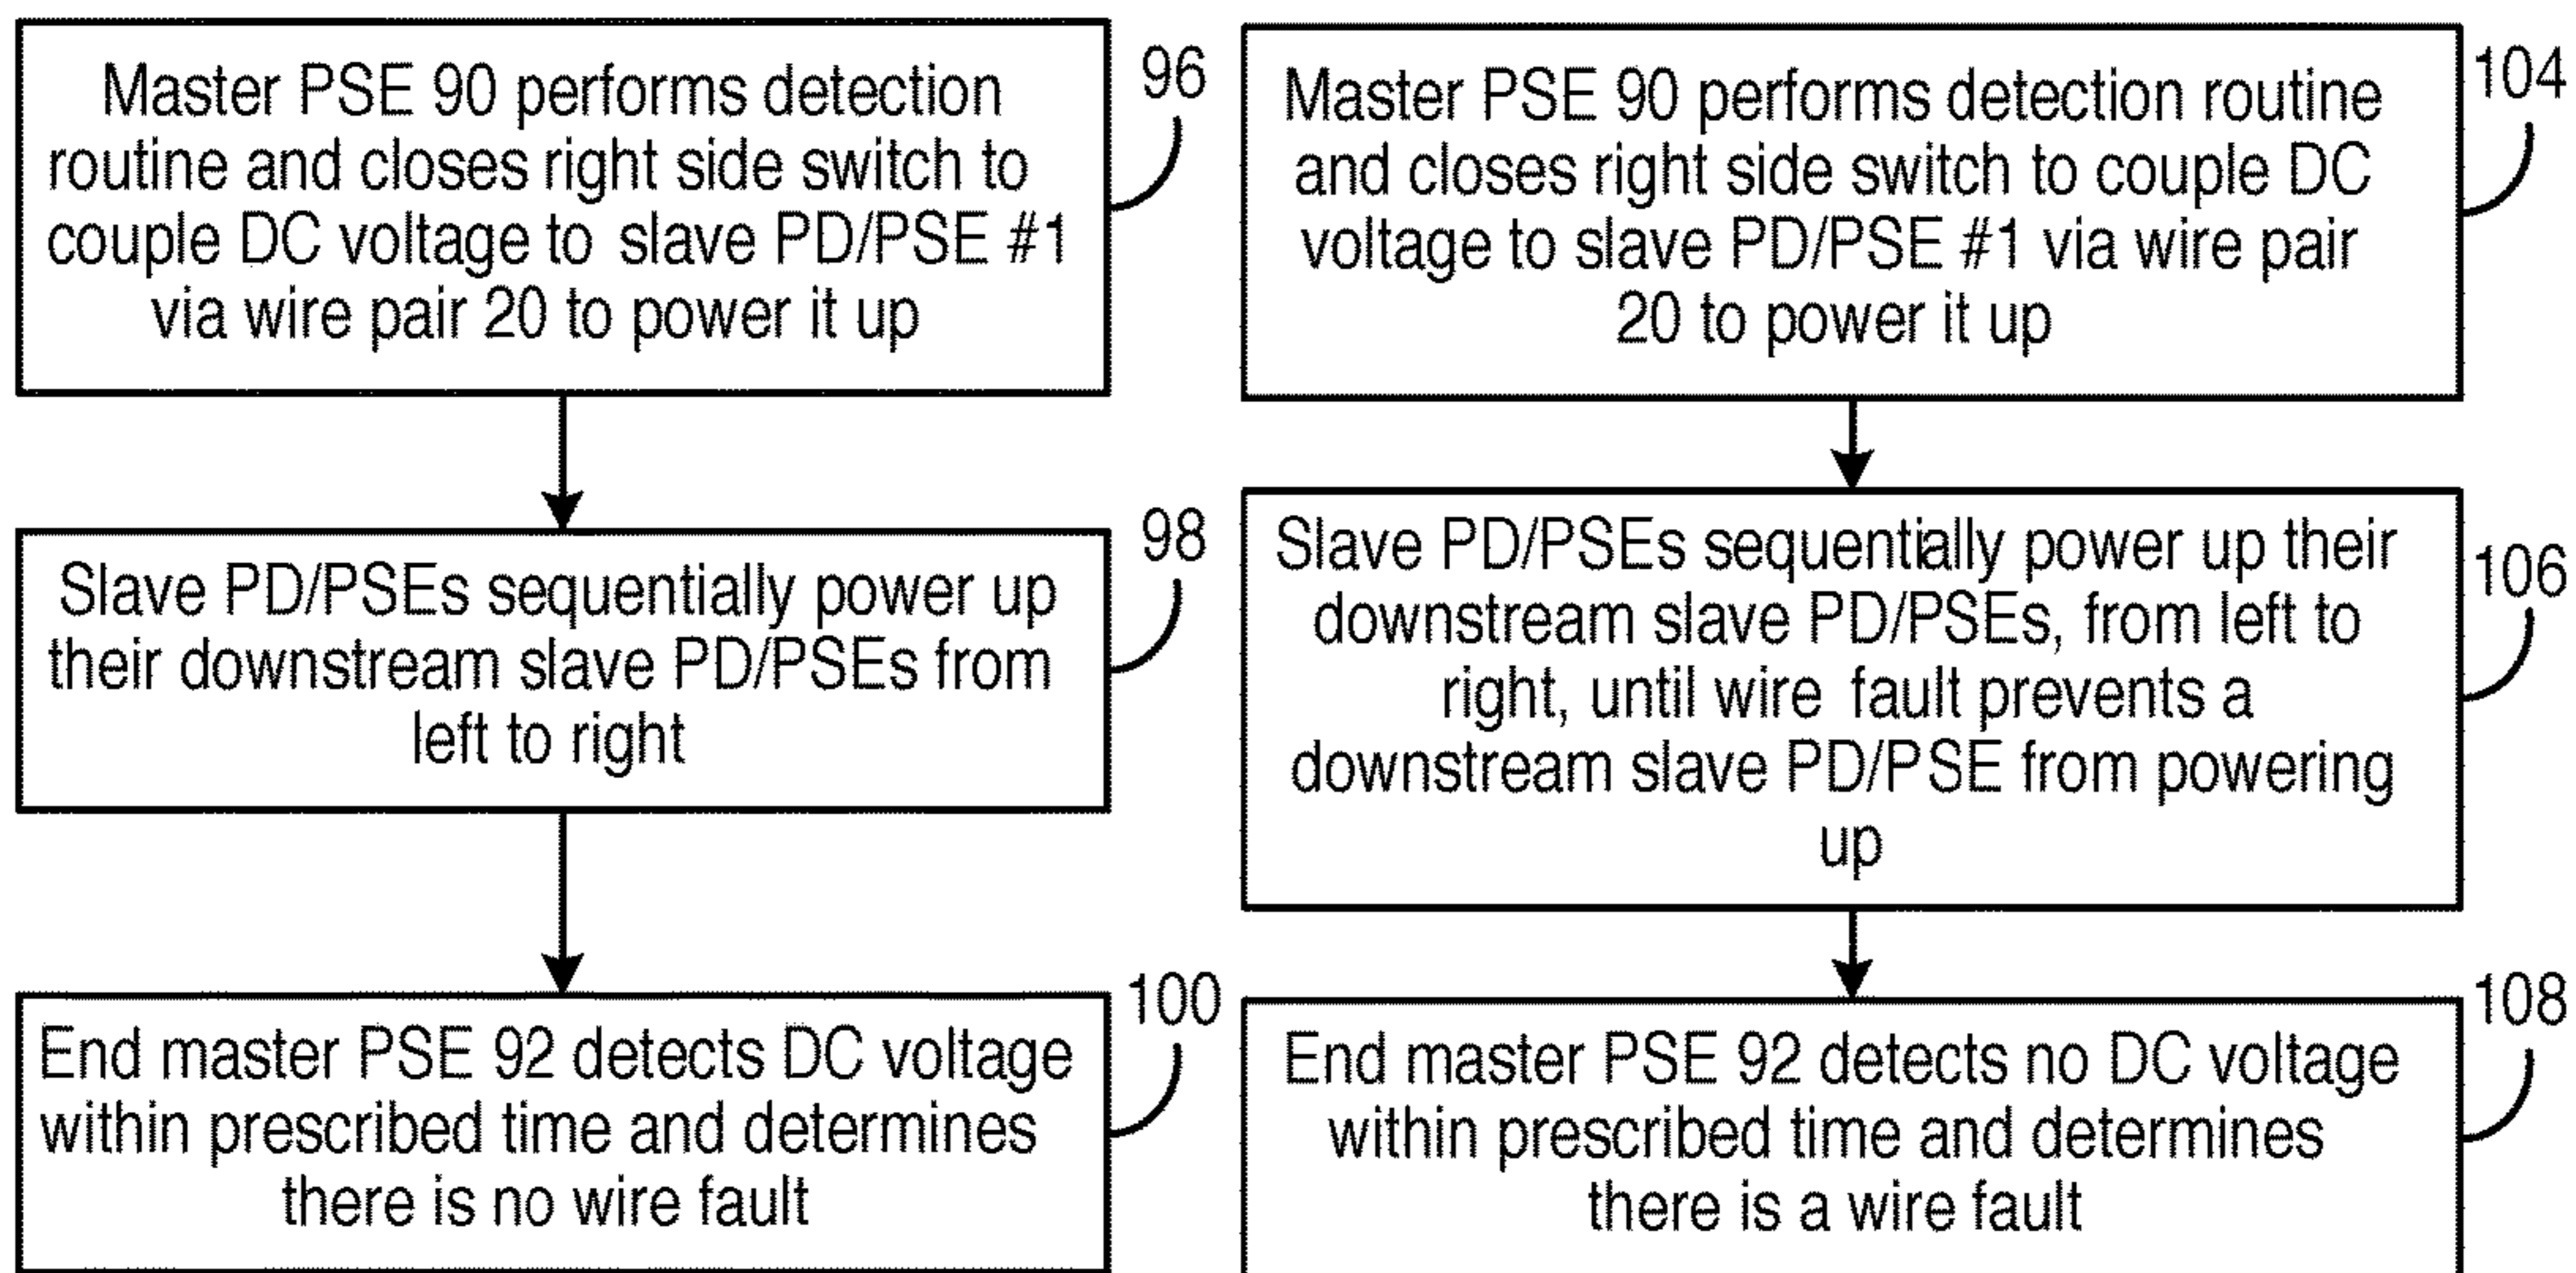 Master PSE 90 performs detection
routine and closes right side switch to
couple DC voltage to slave PD/PSE #1
via wire pair 20 to power it up
96
Slave PD/PSEs sequentially power up
their downstream slave PD/PSEs from
left to right
98
End master PSE 92 detects DC voltage
within prescribed time and determines
there is no wire fault
100
Master PSE 90 performs detection routine
and closes right side switch to couple DC
voltage to slave PD/PSE #1 via wire pair
20 to power it up
104
Slave PD/PSEs sequentially power up their
downstream slave PD/PSEs, from left to
right, until wire fault prevents a
downstream slave PD/PSE from powering
up
106
End master PSE 92 detects no DC voltage
within prescribed time and determines
there is a wire fault
108